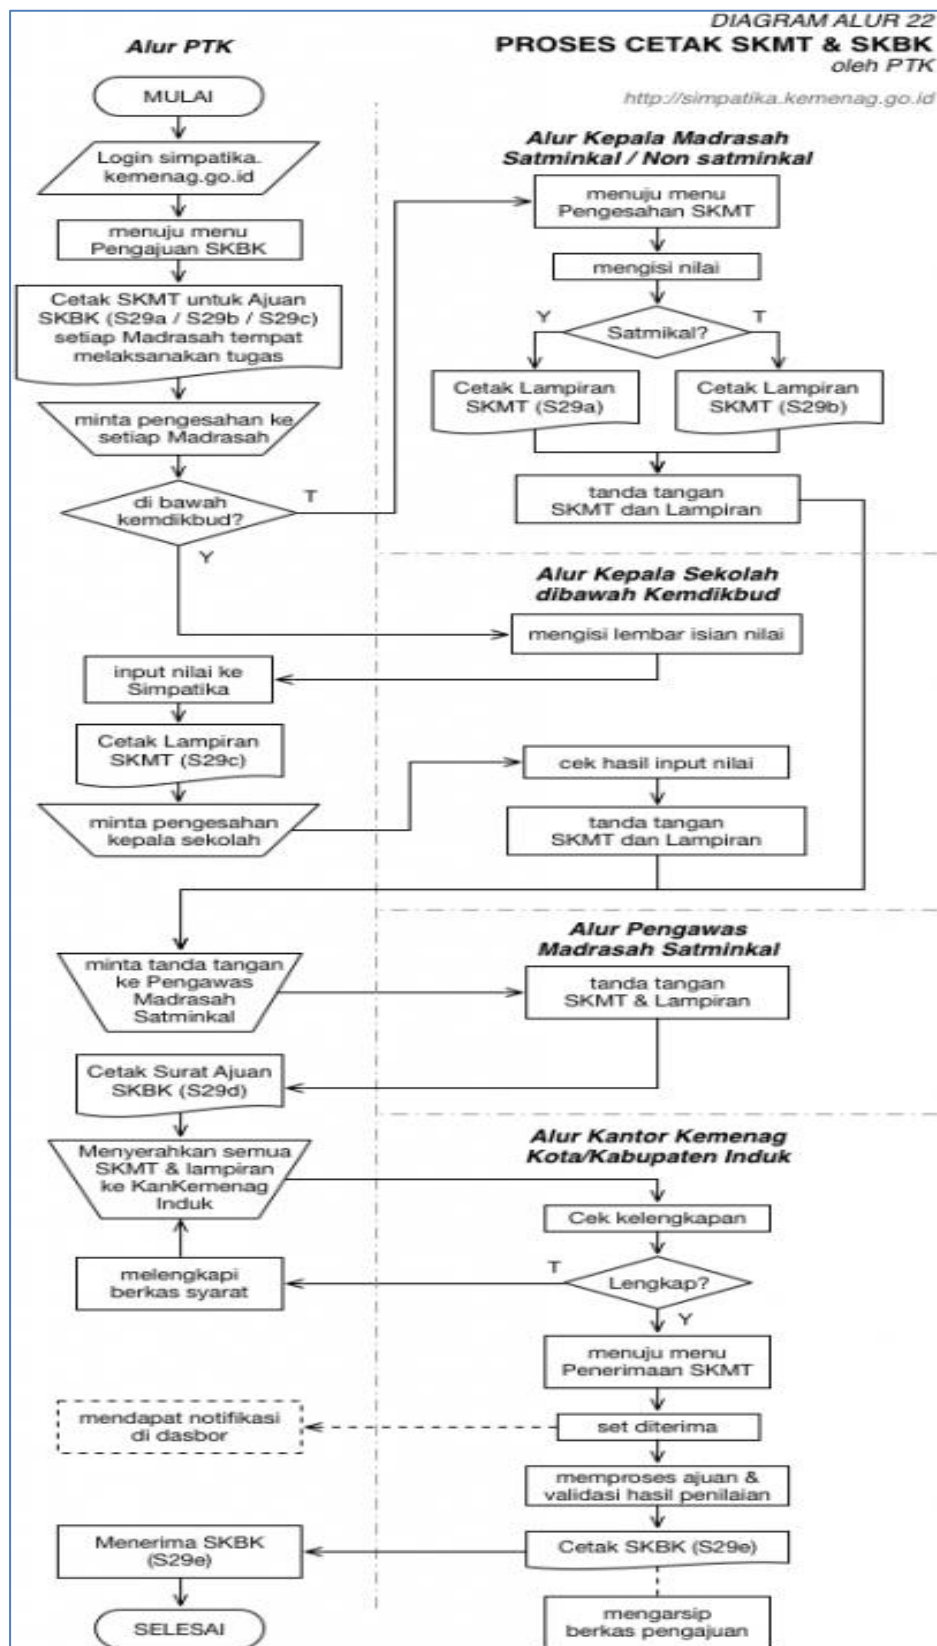 DIAGRAM ALUR 22
PROSES CETAK SKMT & SKBK
oleh PTK
http://simpatika.kemenag.go.id
Alur PTK
MULAI
Login simpatika.
kemenag.go.id
menuju menu
Pengajuan SKBK
Cetak SKMT untuk Ajuan
SKBK (S29a / S29b / S29c)
setiap Madrasah tempat
melaksanakan tugas
minta pengesahan ke
setiap Madrasah
di bawah
kemdikbud?
T
Y
Alur Kepala Madrasah
Satminkal / Non satminkal
menuju menu
Pengesahan SKMT
mengisi nilai
Satmikal?
Y
T
Cetak Lampiran
SKMT (S29a)
Cetak Lampiran
SKMT (S29b)
tanda tangan
SKMT dan Lampiran
Alur Kepala Sekolah
dibawah Kemdikbud
mengisi lembar isian nilai
input nilai ke
Simpatika
Cetak Lampiran
SKMT (S29c)
minta pengesahan
kepala sekolah
cek hasil input nilai
tanda tangan
SKMT dan Lampiran
Alur Pengawas
Madrasah Satminkal
minta tanda tangan
ke Pengawas
Madrasah
Satminkal
tanda tangan
SKMT & Lampiran
Cetak Surat Ajuan
SKBK (S29d)
Menyerahkan semua
SKMT & lampiran
ke KanKemenag
Induk
Alur Kantor Kemenag
Kota/Kabupaten Induk
Cek kelengkapan
Lengkap?
T
Y
melengkapi
berkas syarat
menuju menu
Penerimaan SKMT
set diterima
mendapat notifikasi
di dasbor
memproses ajuan &
validasi hasil penilaian
Cetak SKBK (S29e)
Menerima SKBK
(S29e)
SELESAI
mengarsip
berkas pengajuan